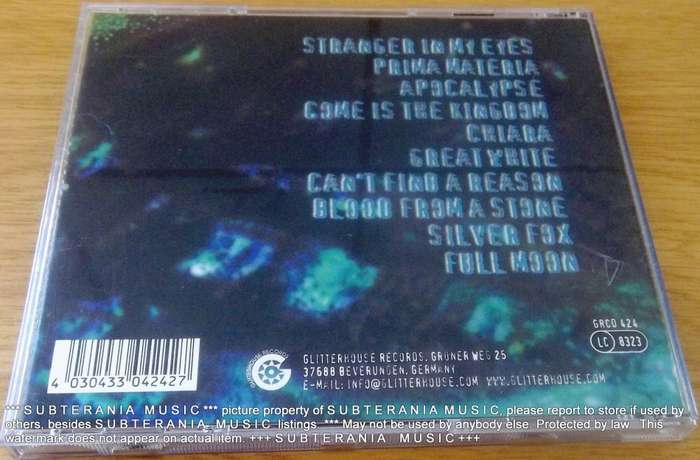 STRANGER IN MY EYES
PRIMA MATERIA
APOCALYPSE
COME IS THE KINGDOM
CHIARA
GREAT WHITE
CAN'T FIND A REASON
BLOOD FROM A STONE
SILVER FOX
FULL MOON
GRCD 424
LC 8323
GLITTERHOUSE RECORDS
GLITTERHOUSE RECORDS, GRÜNER WEG 25
37688 BEVERUNGEN, GERMANY
E-MAIL: INFO@GLITTERHOUSE.COM WWW.GLITTERHOUSE.COM
4 030433 042427
*** SUBTERANIA MUSIC *** picture property of SUBTERANIA MUSIC, please report to store if used by
others, besides SUBTERANIA MUSIC listings *** May not be used by anybody else Protected by law This
watermark does not appear on actual item. +++ SUBTERANIA MUSIC +++